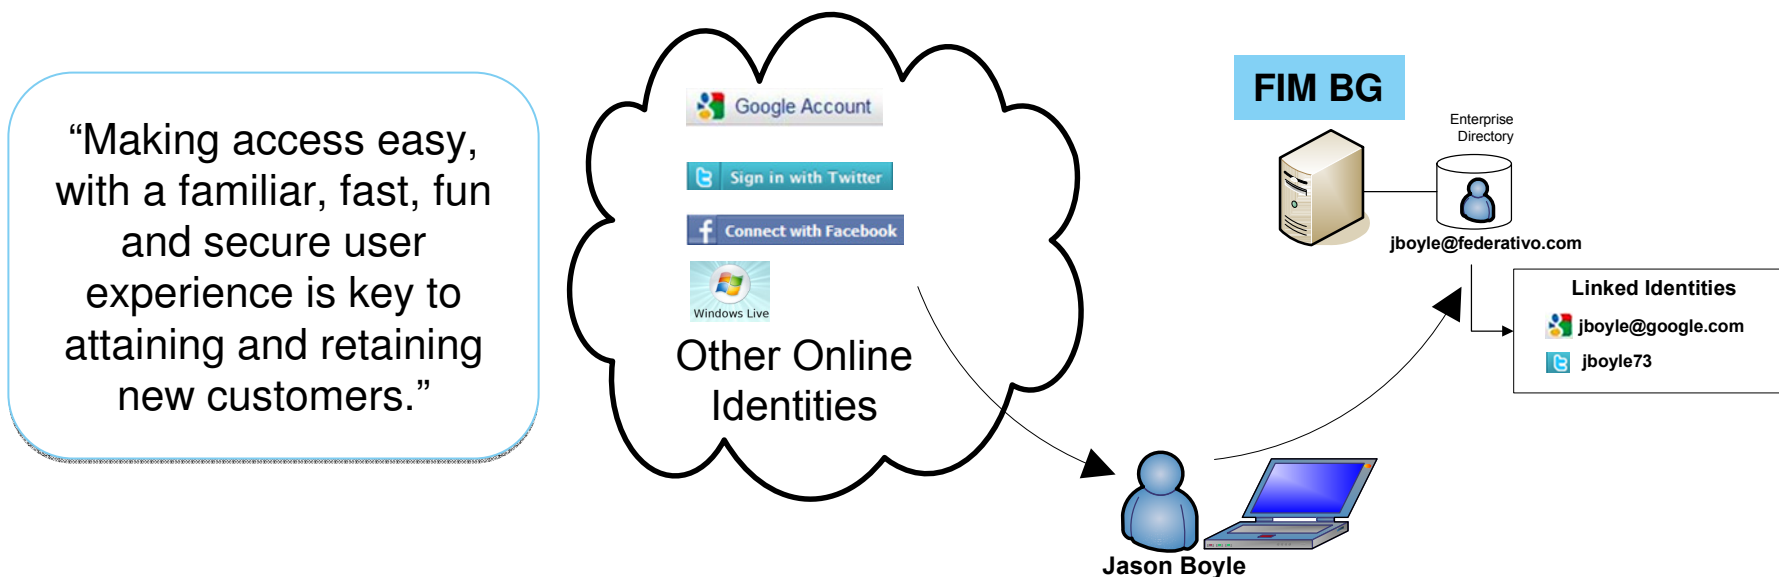 “Making access easy,
with a familiar, fast, fun
and secure user
experience is key to
attaining and retaining
new customers.”
Google Account
Sign in with Twitter
Connect with Facebook
Windows Live
Other Online
Identities
FIM BG
Enterprise
Directory
jboyle@federativo.com
Linked Identities
jboyle@google.com
jboyle73
Jason Boyle